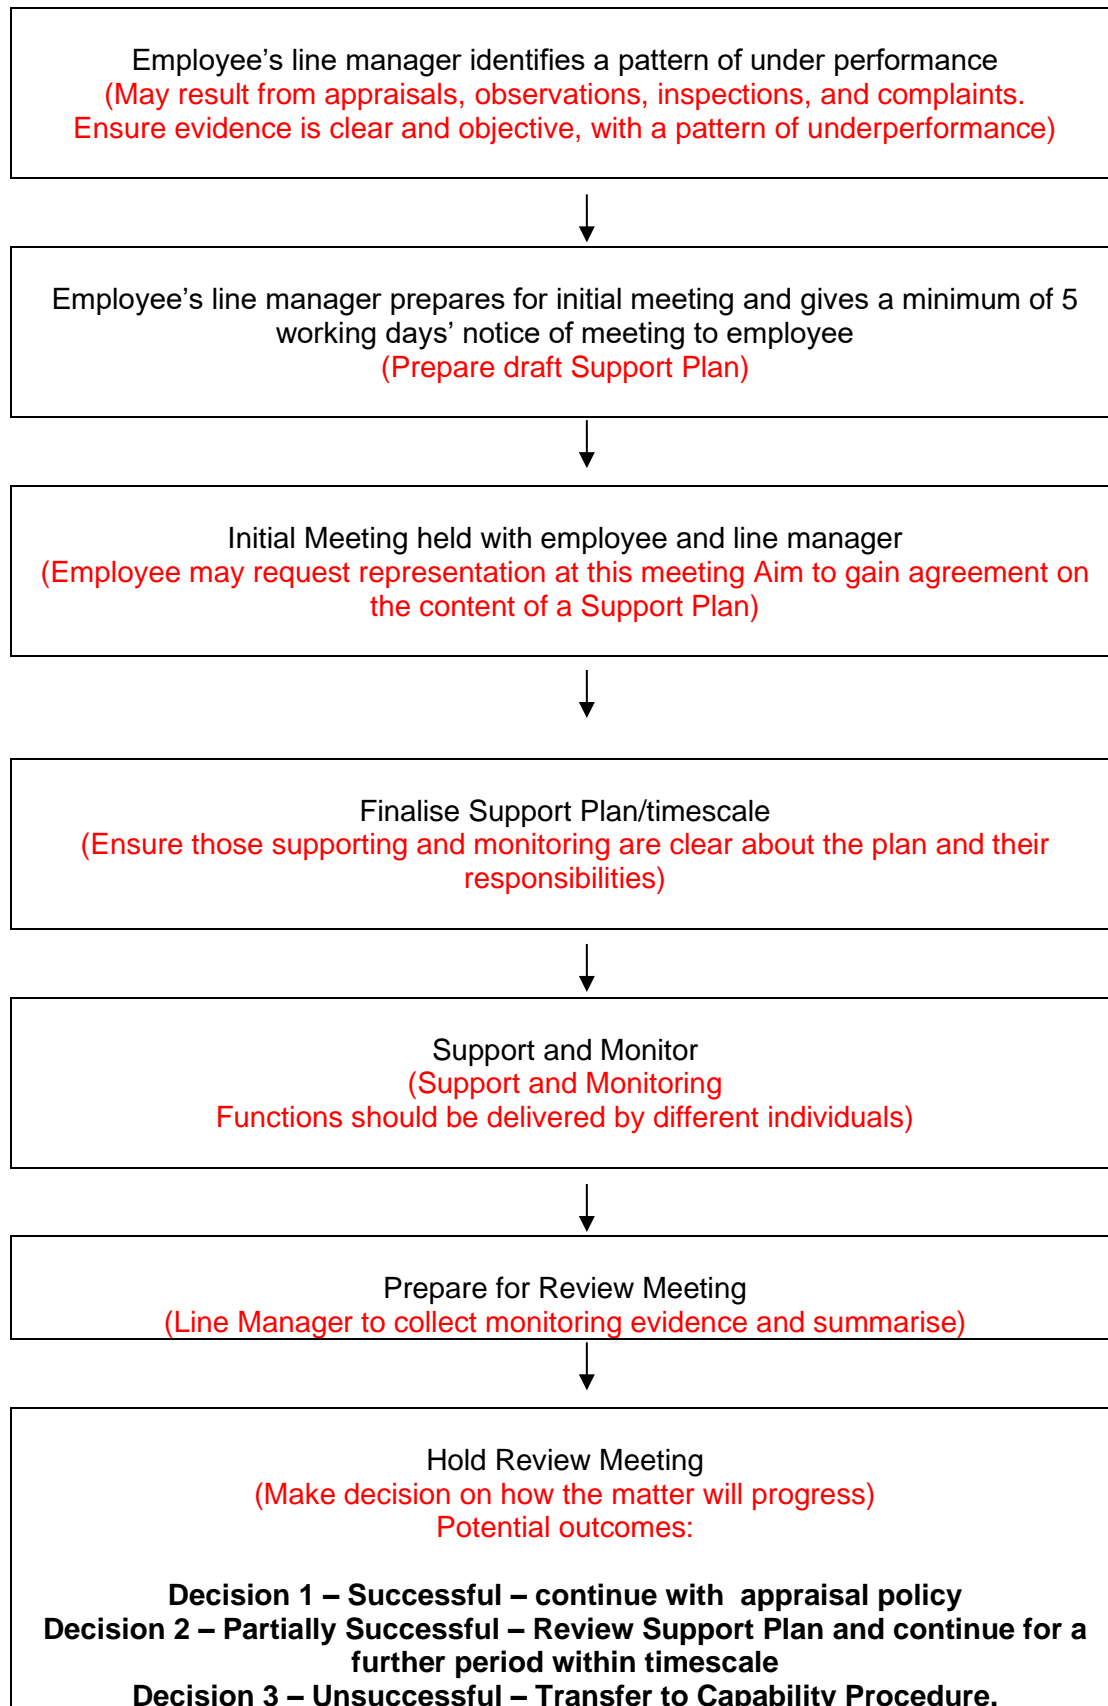 Employee’s line manager identifies a pattern of under performance
(May result from appraisals, observations, inspections, and complaints.
Ensure evidence is clear and objective, with a pattern of underperformance)
Employee’s line manager prepares for initial meeting and gives a minimum of 5
working days’ notice of meeting to employee
(Prepare draft Support Plan)
Initial Meeting held with employee and line manager
(Employee may request representation at this meeting Aim to gain agreement on
the content of a Support Plan)
Finalise Support Plan/timescale
(Ensure those supporting and monitoring are clear about the plan and their
responsibilities)
Support and Monitor
(Support and Monitoring
Functions should be delivered by different individuals)
Prepare for Review Meeting
(Line Manager to collect monitoring evidence and summarise)
Hold Review Meeting
(Make decision on how the matter will progress)
Potential outcomes:
Decision 1 – Successful – continue with  appraisal policy
Decision 2 – Partially Successful – Review Support Plan and continue for a
further period within timescale
Decision 3 – Unsuccessful – Transfer to Capability Procedure.